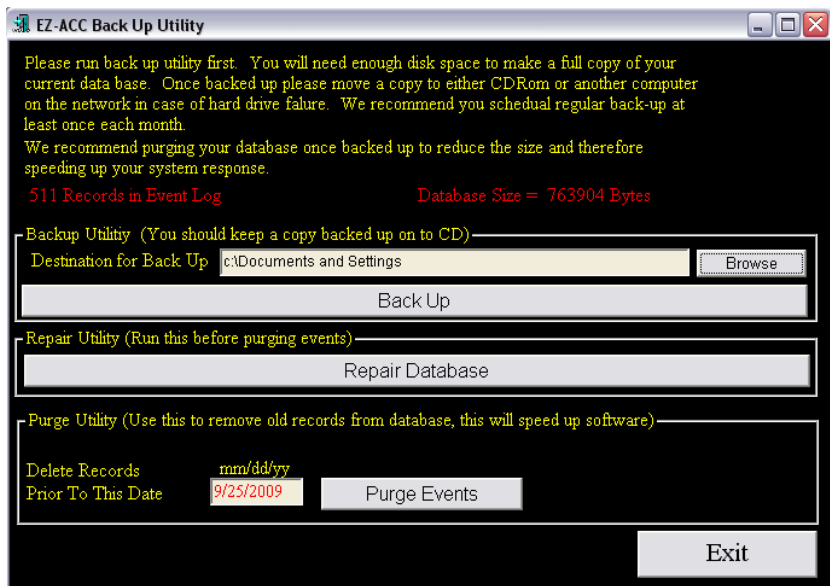 EZ-ACC Back Up Utility
Please run back up utility first. You will need enough disk space to make a full copy of your
current data base. Once backed up please move a copy to either CDRom or another computer
on the network in case of hard drive falure. We recommend you schedual regular back-up at
least once each month.
We recommend purging your database once backed up to reduce the size and therefore
speeding up your system response.
511 Records in Event Log Database Size = 763904 Bytes
Backup Utilitiy (You should keep a copy backed up on to CD)
Destination for Back Up c:\Documents and Settings Browse
Back Up
Repair Utility (Run this before purging events)
Repair Database
Purge Utility (Use this to remove old records from database, this will speed up software)
Delete Records mm/dd/yy
Prior To This Date 9/25/2009 Purge Events
Exit